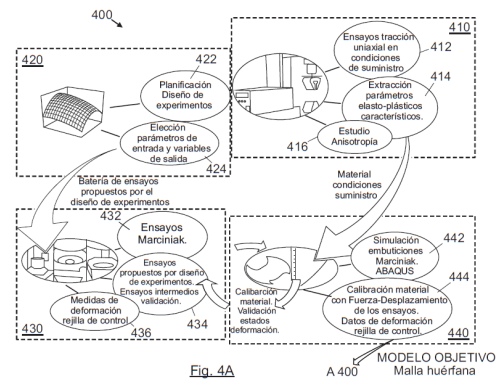 400
420
422
Planificación
Diseño de
experimentos
Elección
parámetros de
entrada y variables
de salida
424
410
Ensayos tracción
uniaxial en
condiciones
de suministro
412
Extracción
parámetros
elasto-plásticos
característicos.
414
Estudio
Anisotropía
416
Batería de ensayos
propuestos por el
diseño de experimentos
Material
condiciones
suministro
432
Ensayos
Marciniak.
Ensayos
propuestos por diseño
de experimentos.
Ensayos intermedios
validación.
434
Medidas de
deformación
rejilla de control
436
430
Calibarción
material.
Validación
estados
deformación.
Simulación
embuticiones
Marciniak.
ABAQUS
442
444
Calibración material
con Fuerza-Desplazamiento
de los ensayos.
Datos de deformación
rejilla de control.
440
A 400
MODELO OBJETIVO
Malla huérfana
Fig. 4A